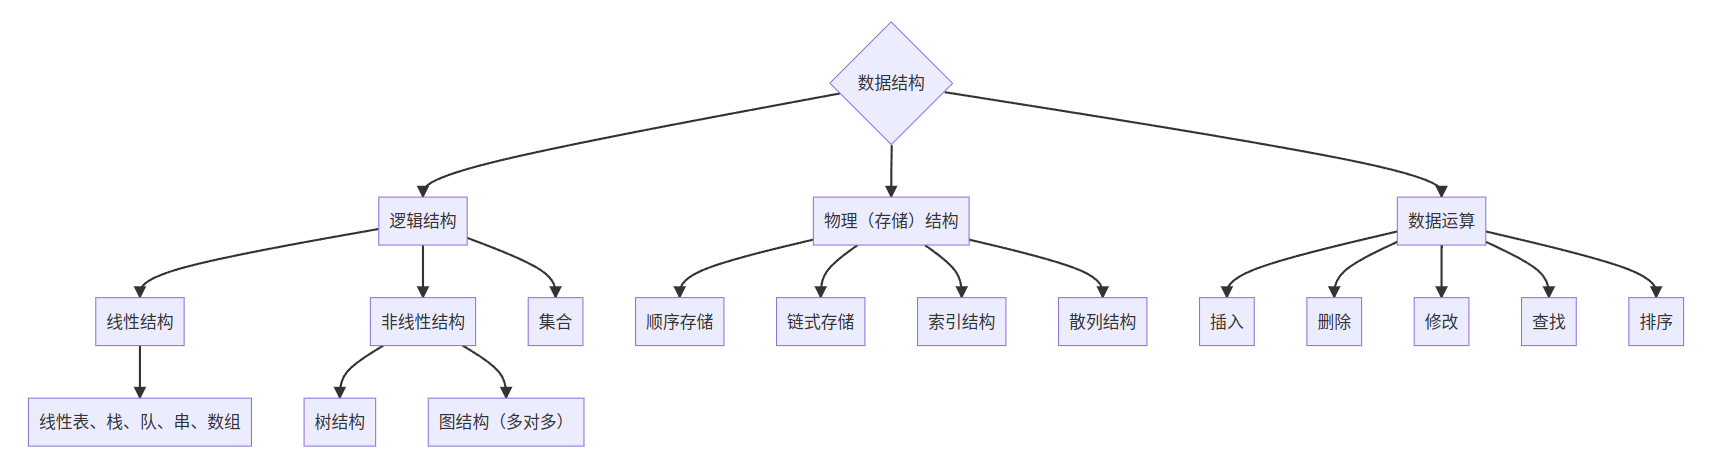 数据结构
逻辑结构
物理（存储）结构
数据运算
线性结构
非线性结构
集合
顺序存储
链式存储
索引结构
散列结构
插入
删除
修改
查找
排序
线性表、栈、队、串、数组
树结构
图结构（多对多）